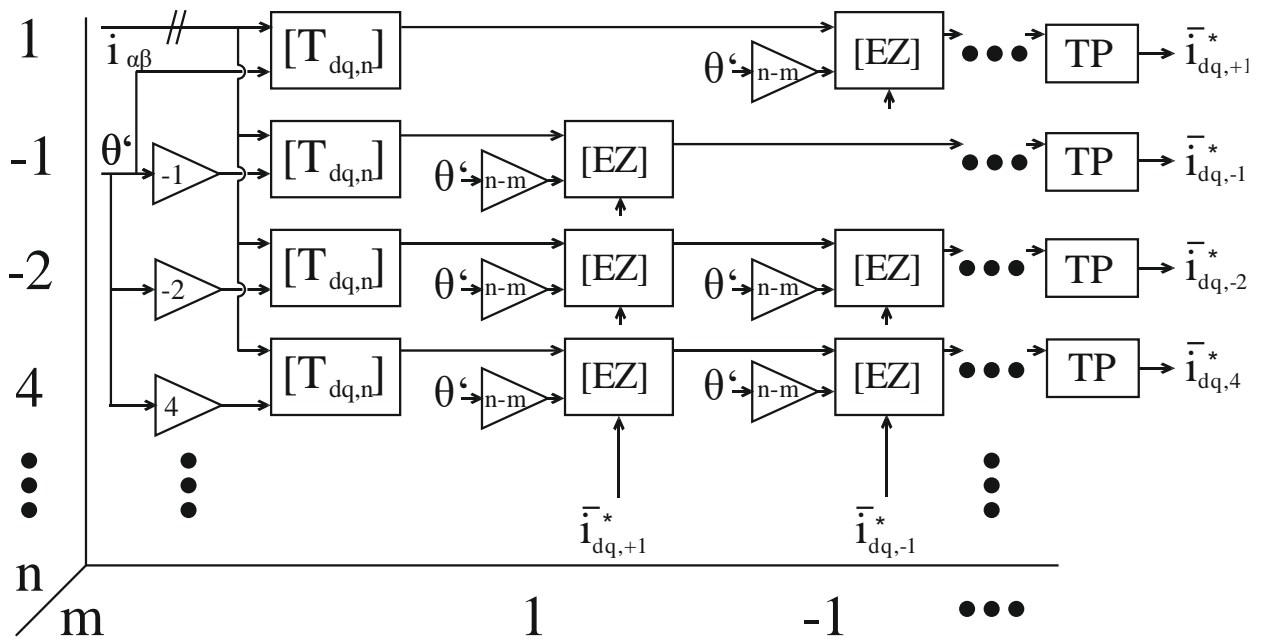 1 i αβ [T dq,n] θ‘ n-m [EZ] ••• TP i̅*dq,+1
-1 θ‘ -1 [T dq,n] θ‘ n-m [EZ] ••• TP i̅*dq,-1
-2 -2 [T dq,n] θ‘ n-m [EZ] θ‘ n-m [EZ] ••• TP i̅*dq,-2
4 4 [T dq,n] θ‘ n-m [EZ] θ‘ n-m [EZ] ••• TP i̅*dq,4
i̅*dq,+1 i̅*dq,-1
n
m 1 -1 •••